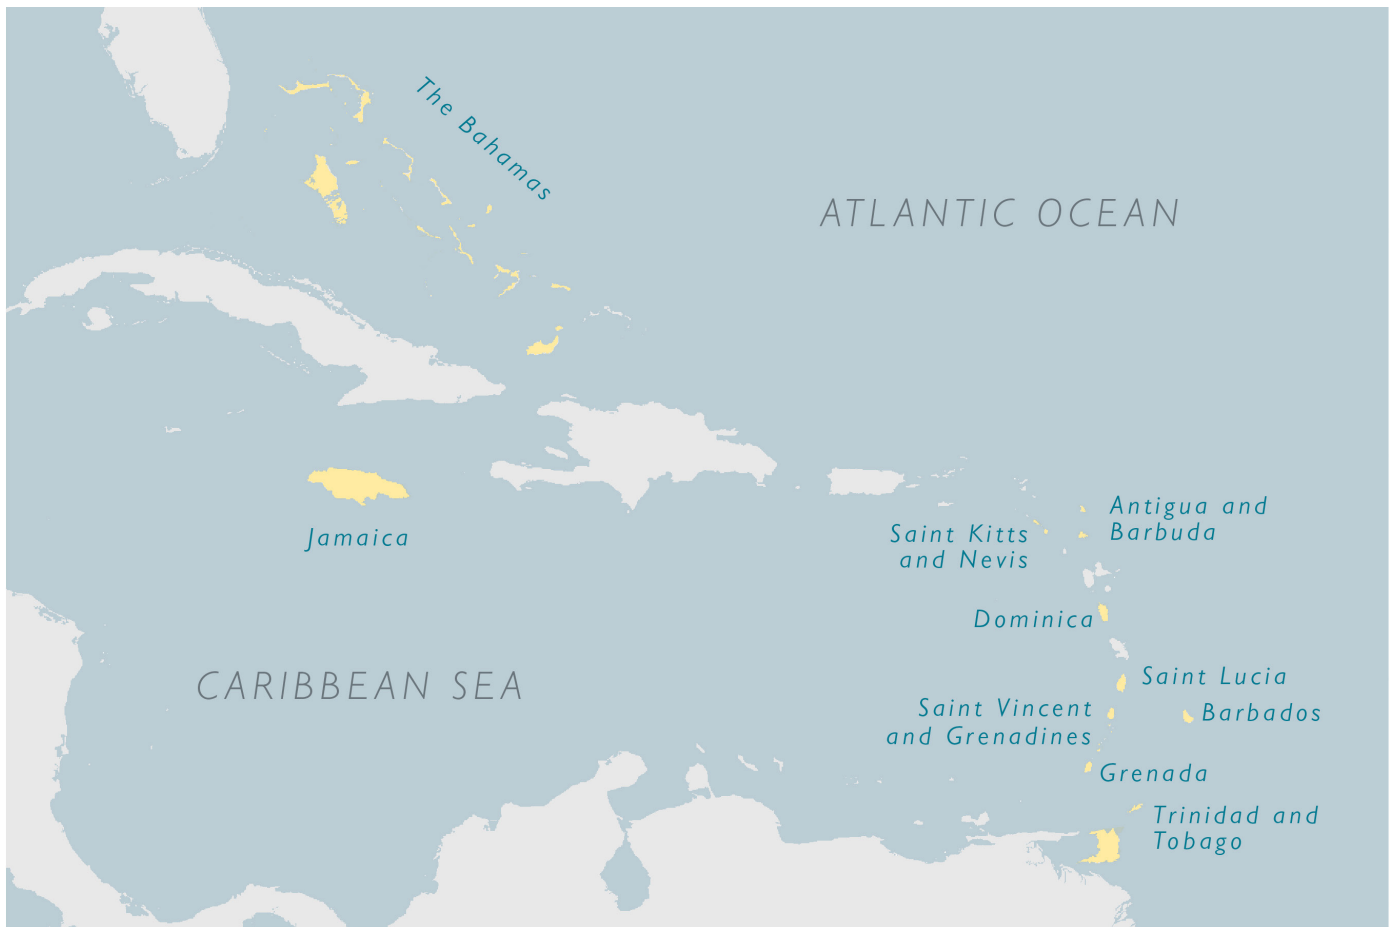 The Bahamas
ATLANTIC OCEAN
Jamaica
Antigua and
Barbuda
Saint Kitts
and Nevis
Dominica
CARIBBEAN SEA
Saint Lucia
Saint Vincent
and Grenadines
Barbados
Grenada
Trinidad and
Tobago